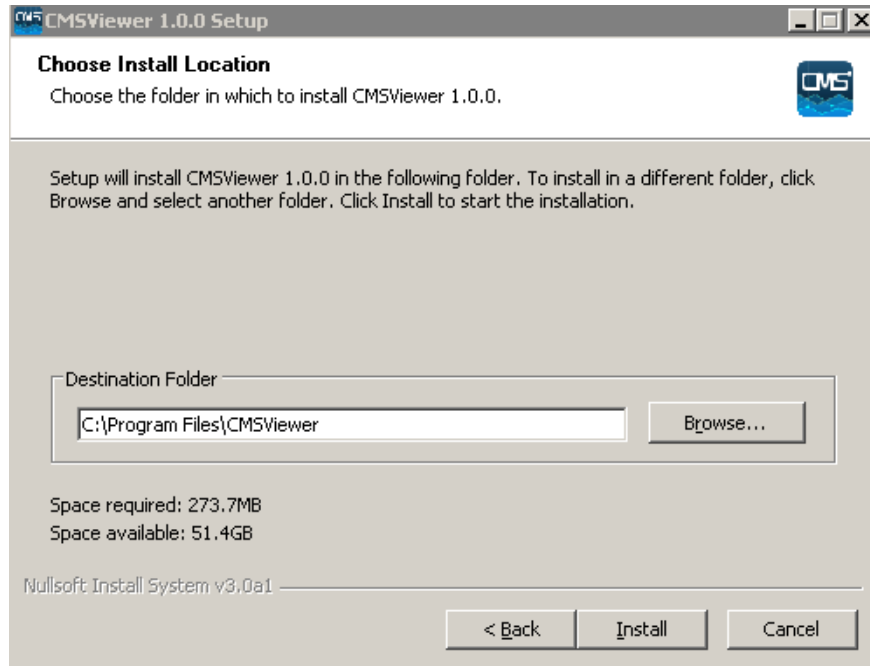 CMSViewer 1.0.0 Setup
Choose Install Location
Choose the folder in which to install CMSViewer 1.0.0.
CMS
Setup will install CMSViewer 1.0.0 in the following folder. To install in a different folder, click
Browse and select another folder. Click Install to start the installation.
Destination Folder
C:\Program Files\CMSViewer
Browse...
Space required: 273.7MB
Space available: 51.4GB
Nullsoft Install System v3.0a1
< Back
Install
Cancel